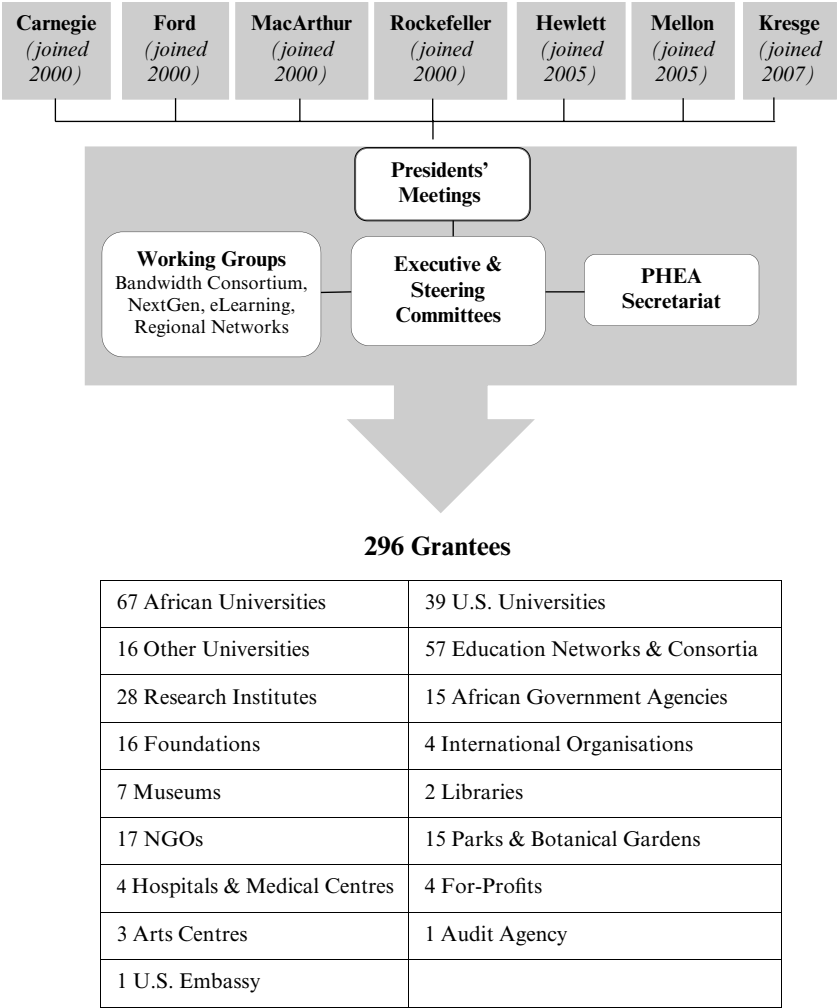 Carnegie
(joined
2000)
Ford
(joined
2000)
MacArthur
(joined
2000)
Rockefeller
(joined
2000)
Hewlett
(joined
2005)
Mellon
(joined
2005)
Kresge
(joined
2007)
Presidents'
Meetings
Working Groups
Bandwidth Consortium,
NextGen, eLearning,
Regional Networks
Executive &
Steering
Committees
PHEA
Secretariat
296 Grantees
67 African Universities
39 U.S. Universities
16 Other Universities
57 Education Networks & Consortia
28 Research Institutes
15 African Government Agencies
16 Foundations
4 International Organisations
7 Museums
2 Libraries
17 NGOs
15 Parks & Botanical Gardens
4 Hospitals & Medical Centres
4 For-Profits
3 Arts Centres
1 Audit Agency
1 U.S. Embassy